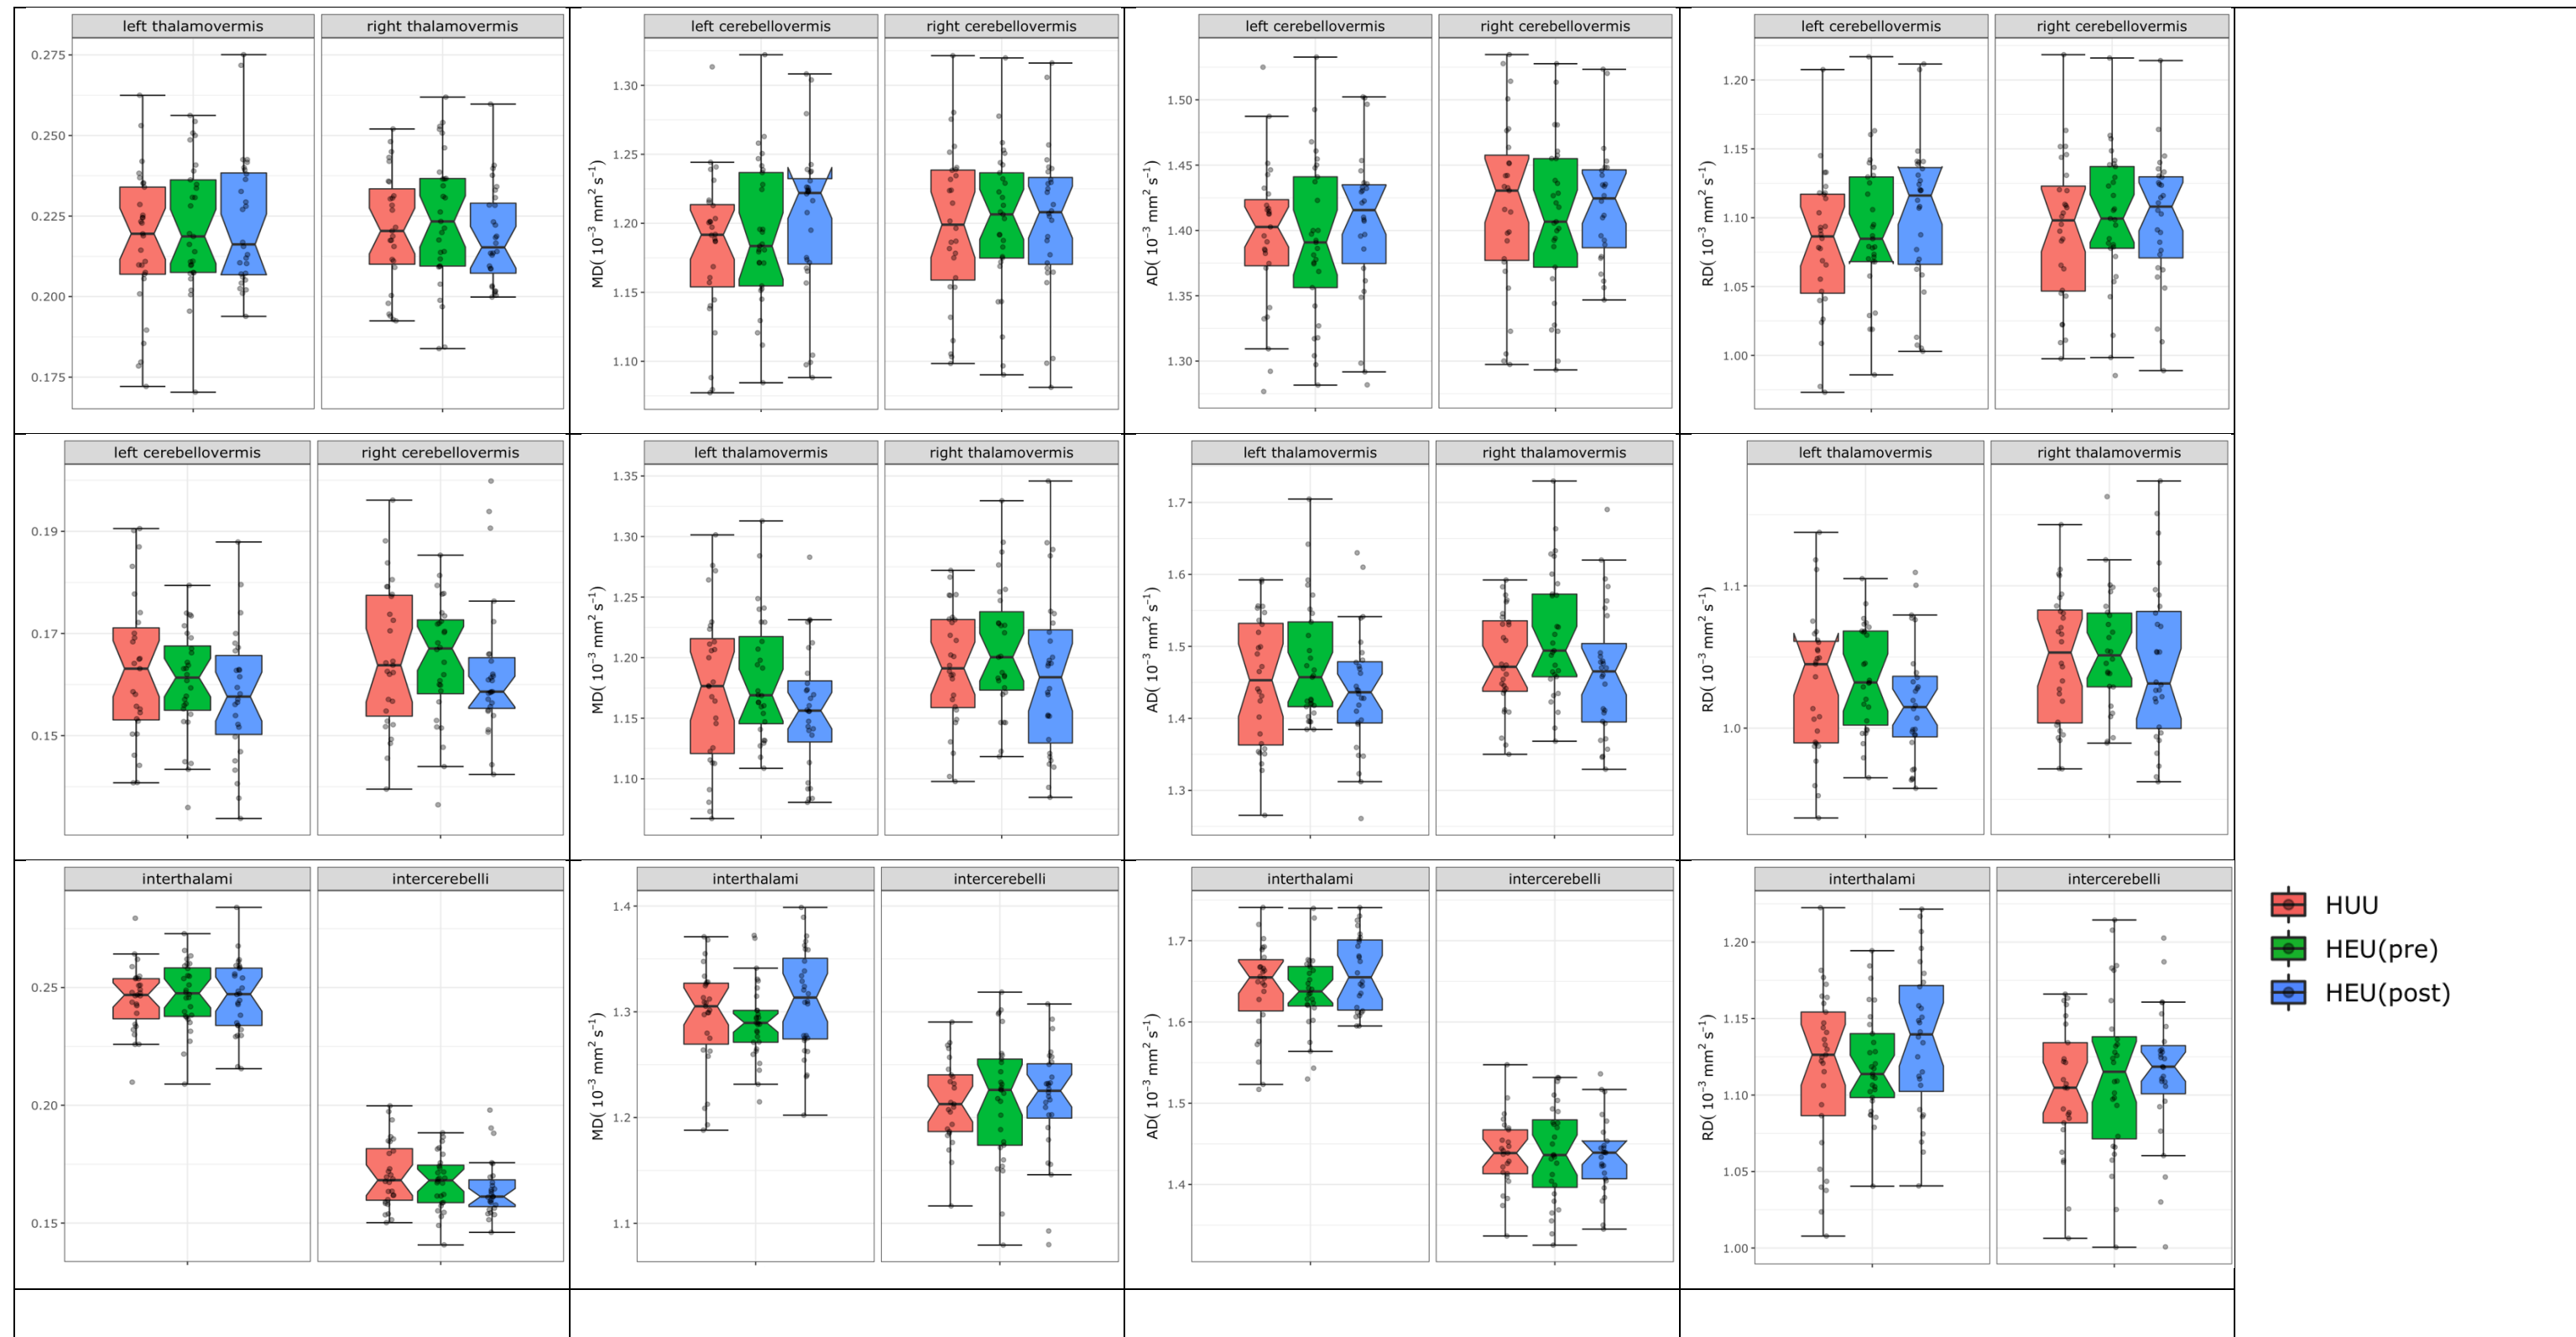 left thalamovermis right thalamovermis
0.275
0.250
0.225
0.200
0.175
left cerebellovermis right cerebellovermis
MD( 10⁻³ mm² s⁻¹)
1.30
1.25
1.20
1.15
1.10
left cerebellovermis right cerebellovermis
AD( 10⁻³ mm² s⁻¹)
1.50
1.45
1.40
1.35
1.30
left cerebellovermis right cerebellovermis
RD( 10⁻³ mm² s⁻¹)
1.20
1.15
1.10
1.05
1.00
left cerebellovermis right cerebellovermis
0.19
0.17
0.15
left thalamovermis right thalamovermis
MD( 10⁻³ mm² s⁻¹)
1.35
1.30
1.25
1.20
1.15
1.10
left thalamovermis right thalamovermis
AD( 10⁻³ mm² s⁻¹)
1.7
1.6
1.5
1.4
1.3
left thalamovermis right thalamovermis
RD( 10⁻³ mm² s⁻¹)
1.1
1.0
interthalami intercerebelli
0.25
0.20
0.15
interthalami intercerebelli
MD( 10⁻³ mm² s⁻¹)
1.4
1.3
1.2
1.1
interthalami intercerebelli
AD( 10⁻³ mm² s⁻¹)
1.7
1.6
1.5
1.4
interthalami intercerebelli
RD( 10⁻³ mm² s⁻¹)
1.20
1.15
1.10
1.05
1.00
HUU
HEU(pre)
HEU(post)